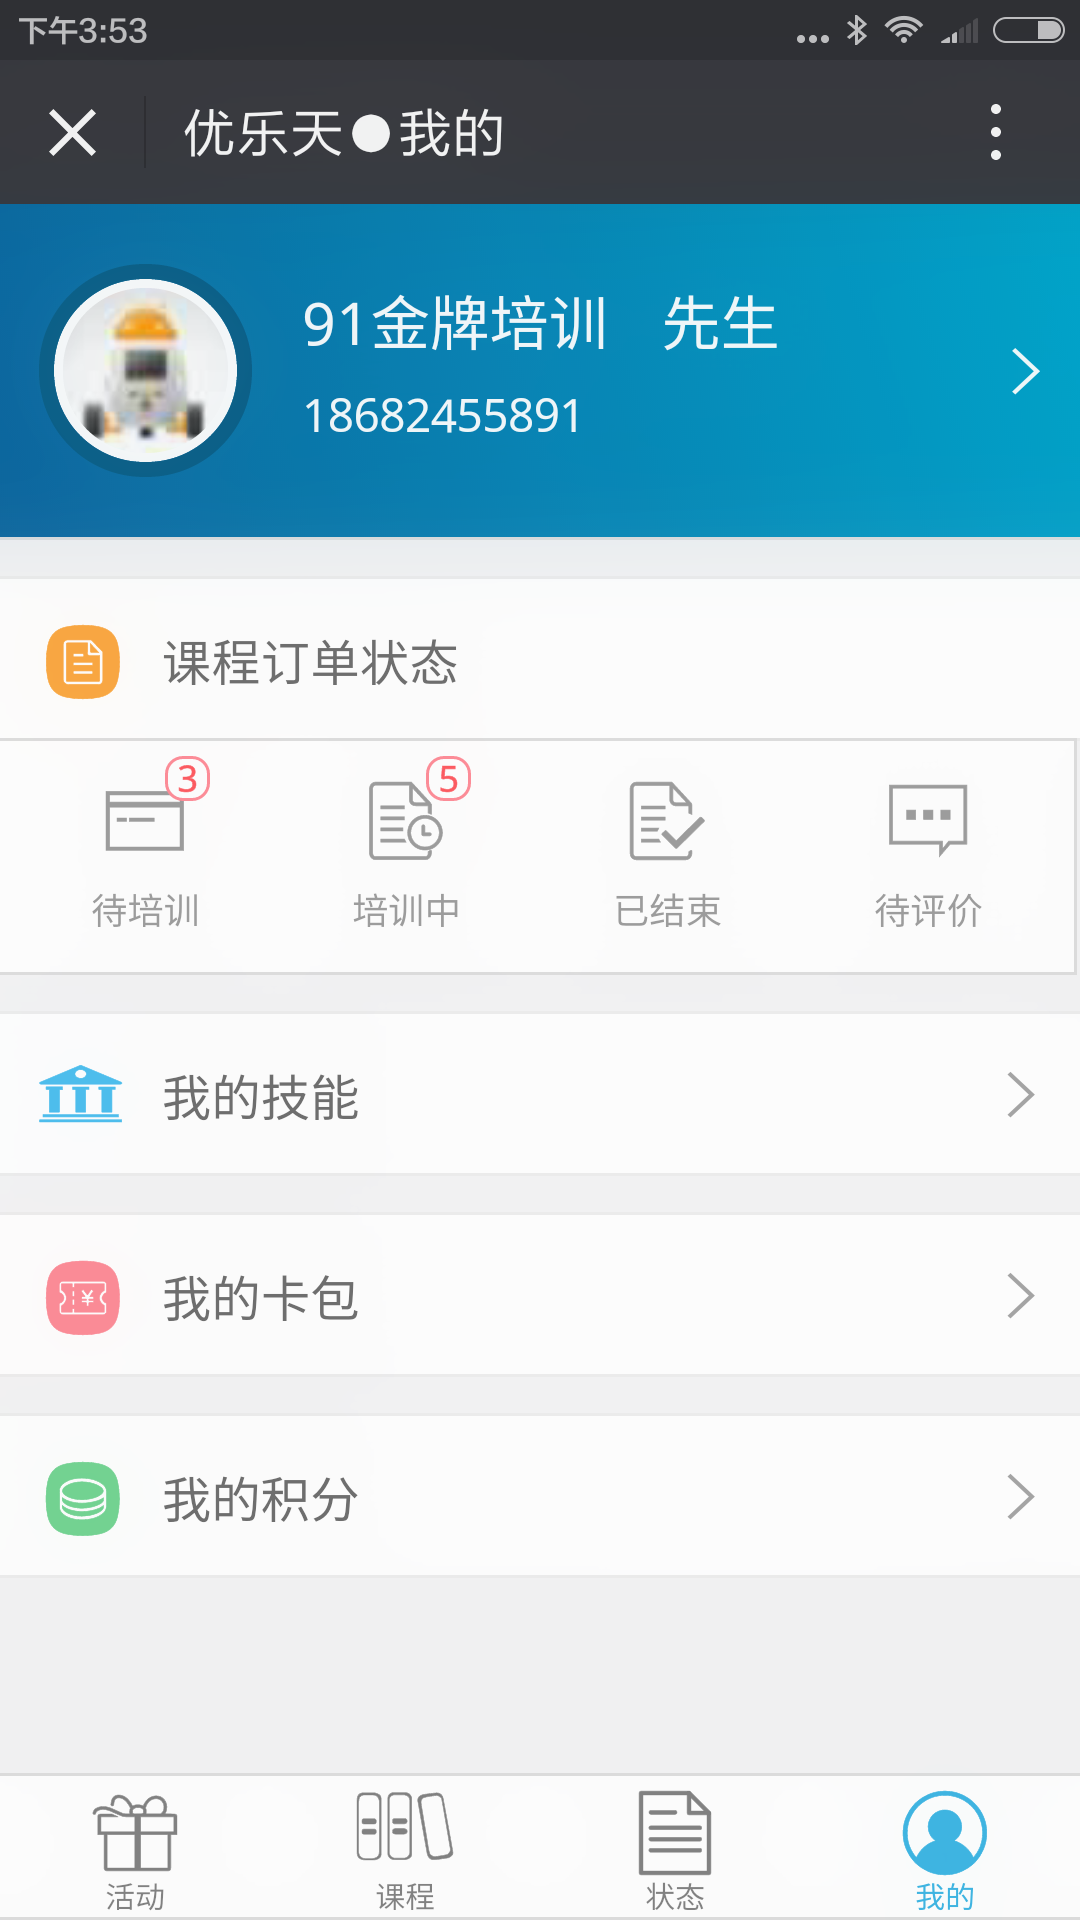 下午3:53
优乐天●我的
91金牌培训 先生
18682455891
课程订单状态
3 5
待培训 培训中 已结束 待评价
我的技能
¥ 我的卡包
我的积分
活动 课程 状态 我的